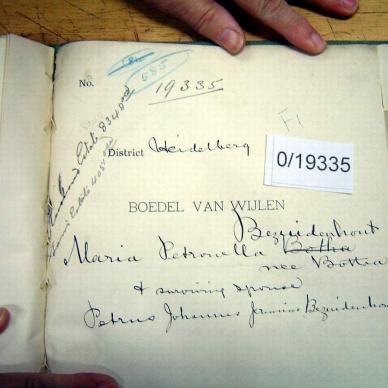 585
No. 19335
District Heidelberg
0/19335
BOEDEL VAN WIJLEN
Bezuidenhout
Maria Petronella Botha
nee Botha
& surviving spouse
Petrus Johannes Jeremias Bezuidenhout